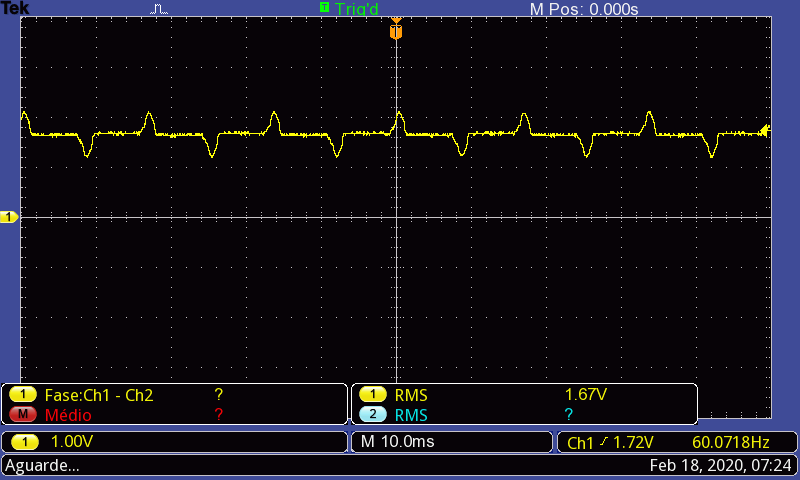 Tek T Trig'd M Pos: 0.000s
T
1
1 Fase:Ch1 - Ch2 ?
M Médio ?
1 RMS 1.67V
2 RMS ?
1 1.00V
M 10.0ms
Ch1 1.72V 60.0718Hz
Aguarde... Feb 18, 2020, 07:24